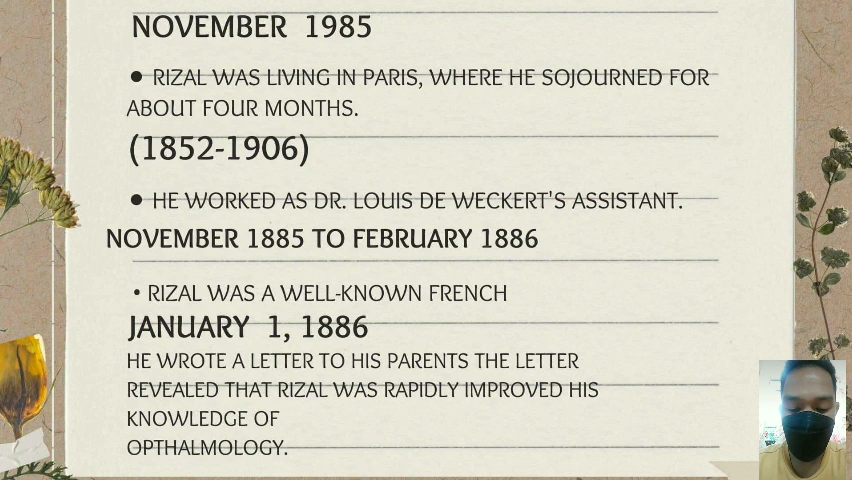 NOVEMBER 1985
• RIZAL WAS LIVING IN PARIS, WHERE HE SOJOURNED FOR
ABOUT FOUR MONTHS.
(1852-1906)
• HE WORKED AS DR. LOUIS DE WECKERT'S ASSISTANT.
NOVEMBER 1885 TO FEBRUARY 1886
• RIZAL WAS A WELL-KNOWN FRENCH
JANUARY 1, 1886
HE WROTE A LETTER TO HIS PARENTS THE LETTER
REVEALED THAT RIZAL WAS RAPIDLY IMPROVED HIS
KNOWLEDGE OF
OPTHALMOLOGY.